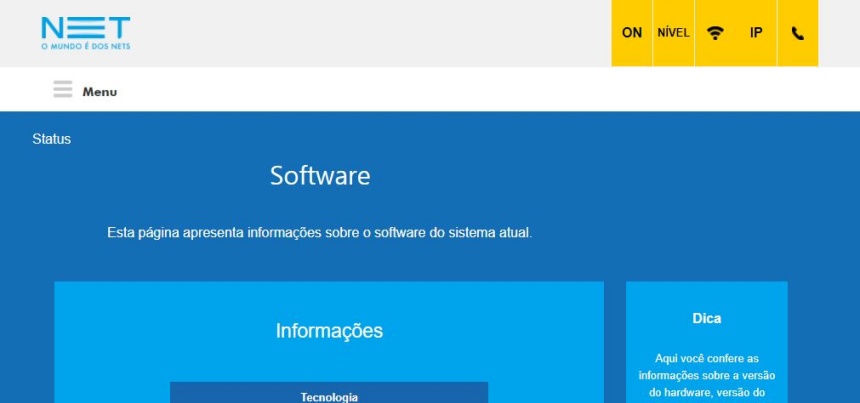 NET
O MUNDO É DOS NETS
ON NÍVEL IP
Menu
Status
Software
Esta página apresenta informações sobre o software do sistema atual.
Informações
Tecnologia
Dica
Aqui você confere as
informações sobre a versão
do hardware, versão do